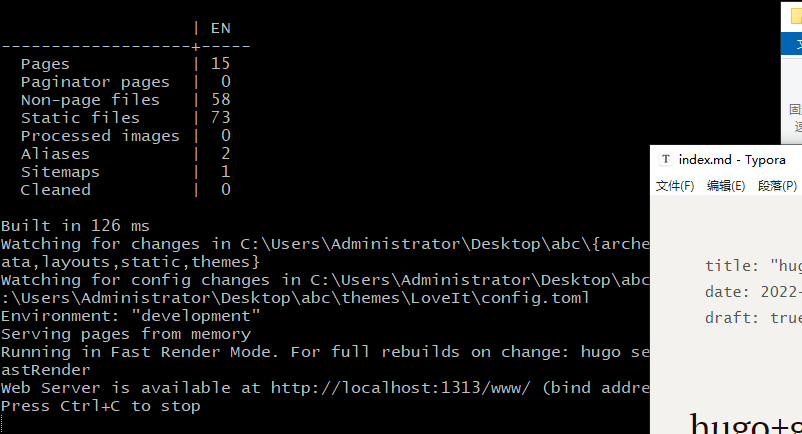 | EN
-------------------+-----
Pages | 15
Paginator pages | 0
Non-page files | 58
Static files | 73
Processed images | 0
Aliases | 2
Sitemaps | 1
Cleaned | 0
Built in 126 ms
Watching for changes in C:\Users\Administrator\Desktop\abc\{arche
ata,layouts,static,themes}
Watching for config changes in C:\Users\Administrator\Desktop\abc
:\Users\Administrator\Desktop\abc\themes\LoveIt\config.toml
Environment: "development"
Serving pages from memory
Running in Fast Render Mode. For full rebuilds on change: hugo se
astRender
Web Server is available at http://localhost:1313/www/ (bind addre
Press Ctrl+C to stop
T index.md - Typora
文件(F) 编辑(E) 段落(P)
title: "hug
date: 2022-
draft: true
hugo+g